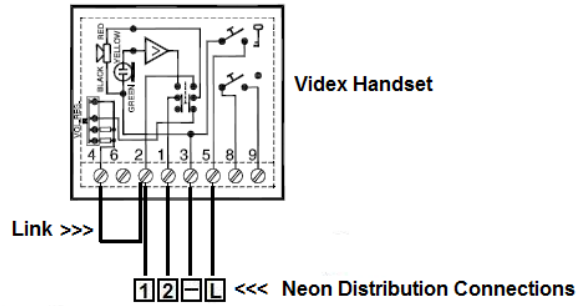 RED
YELLOW
BLACK
GREEN
VOL.REG.
Videx Handset
4 6 2 1 3 5 8 9
Link >>>
1 2 — L <<< Neon Distribution Connections